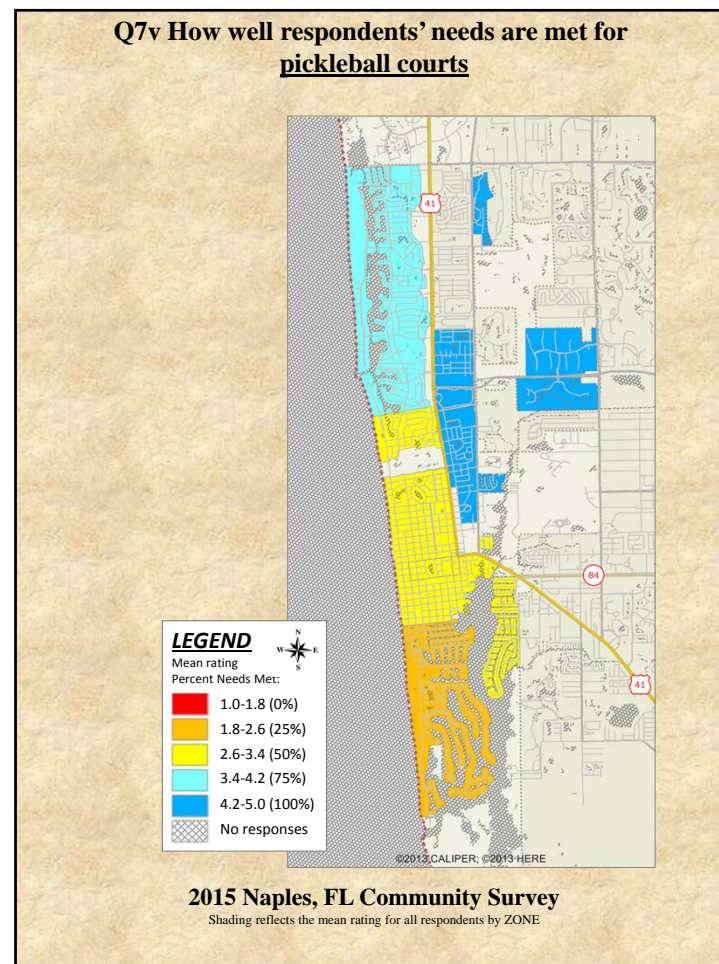 Q7v How well respondents’ needs are met for
pickleball courts
41
84
41
LEGEND
N
W E
S
Mean rating
Percent Needs Met:
1.0-1.8 (0%)
1.8-2.6 (25%)
2.6-3.4 (50%)
3.4-4.2 (75%)
4.2-5.0 (100%)
No responses
©2013 CALIPER; ©2013 HERE
2015 Naples, FL Community Survey
Shading reflects the mean rating for all respondents by ZONE